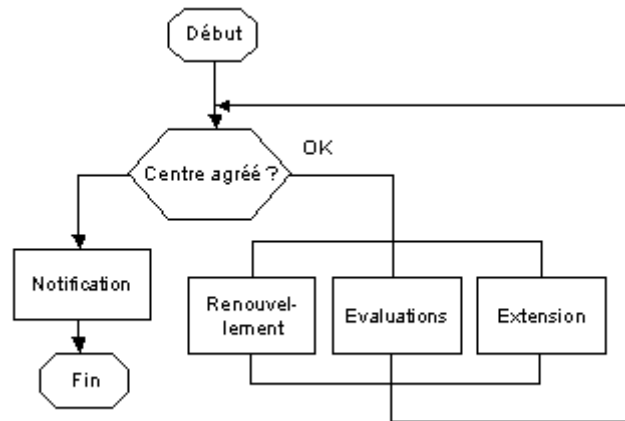 Début
Centre agréé ?
OK
Notification
Renouvel-
lement
Evaluations
Extension
Fin